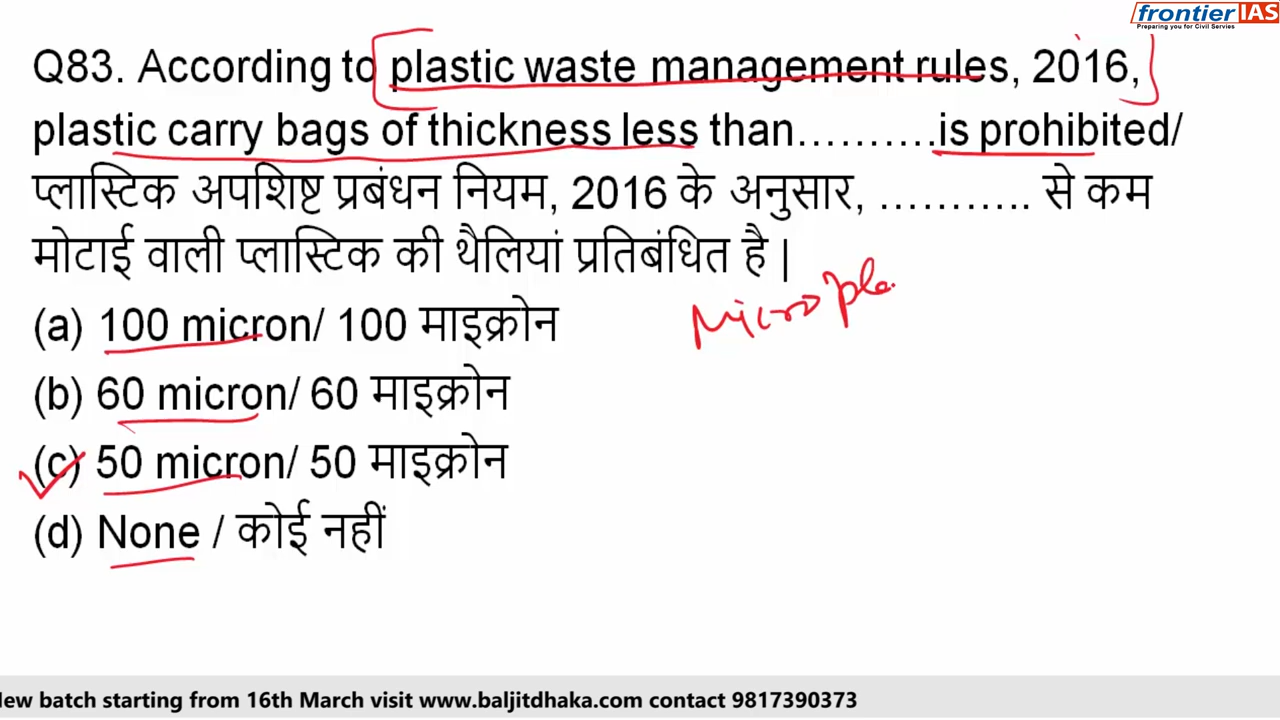 frontier IAS
Preparing you for Civil Servies
Q83. According to plastic waste management rules, 2016,
plastic carry bags of thickness less than……….is prohibited/
प्लास्टिक अपशिष्ट प्रबंधन नियम, 2016 के अनुसार, ……….. से कम
मोटाई वाली प्लास्टिक की थैलियां प्रतिबंधित है |
Micro pla
(a) 100 micron/ 100 माइक्रोन
(b) 60 micron/ 60 माइक्रोन
(c) 50 micron/ 50 माइक्रोन
(d) None / कोई नहीं
New batch starting from 16th March visit www.baljitdhaka.com contact 9817390373